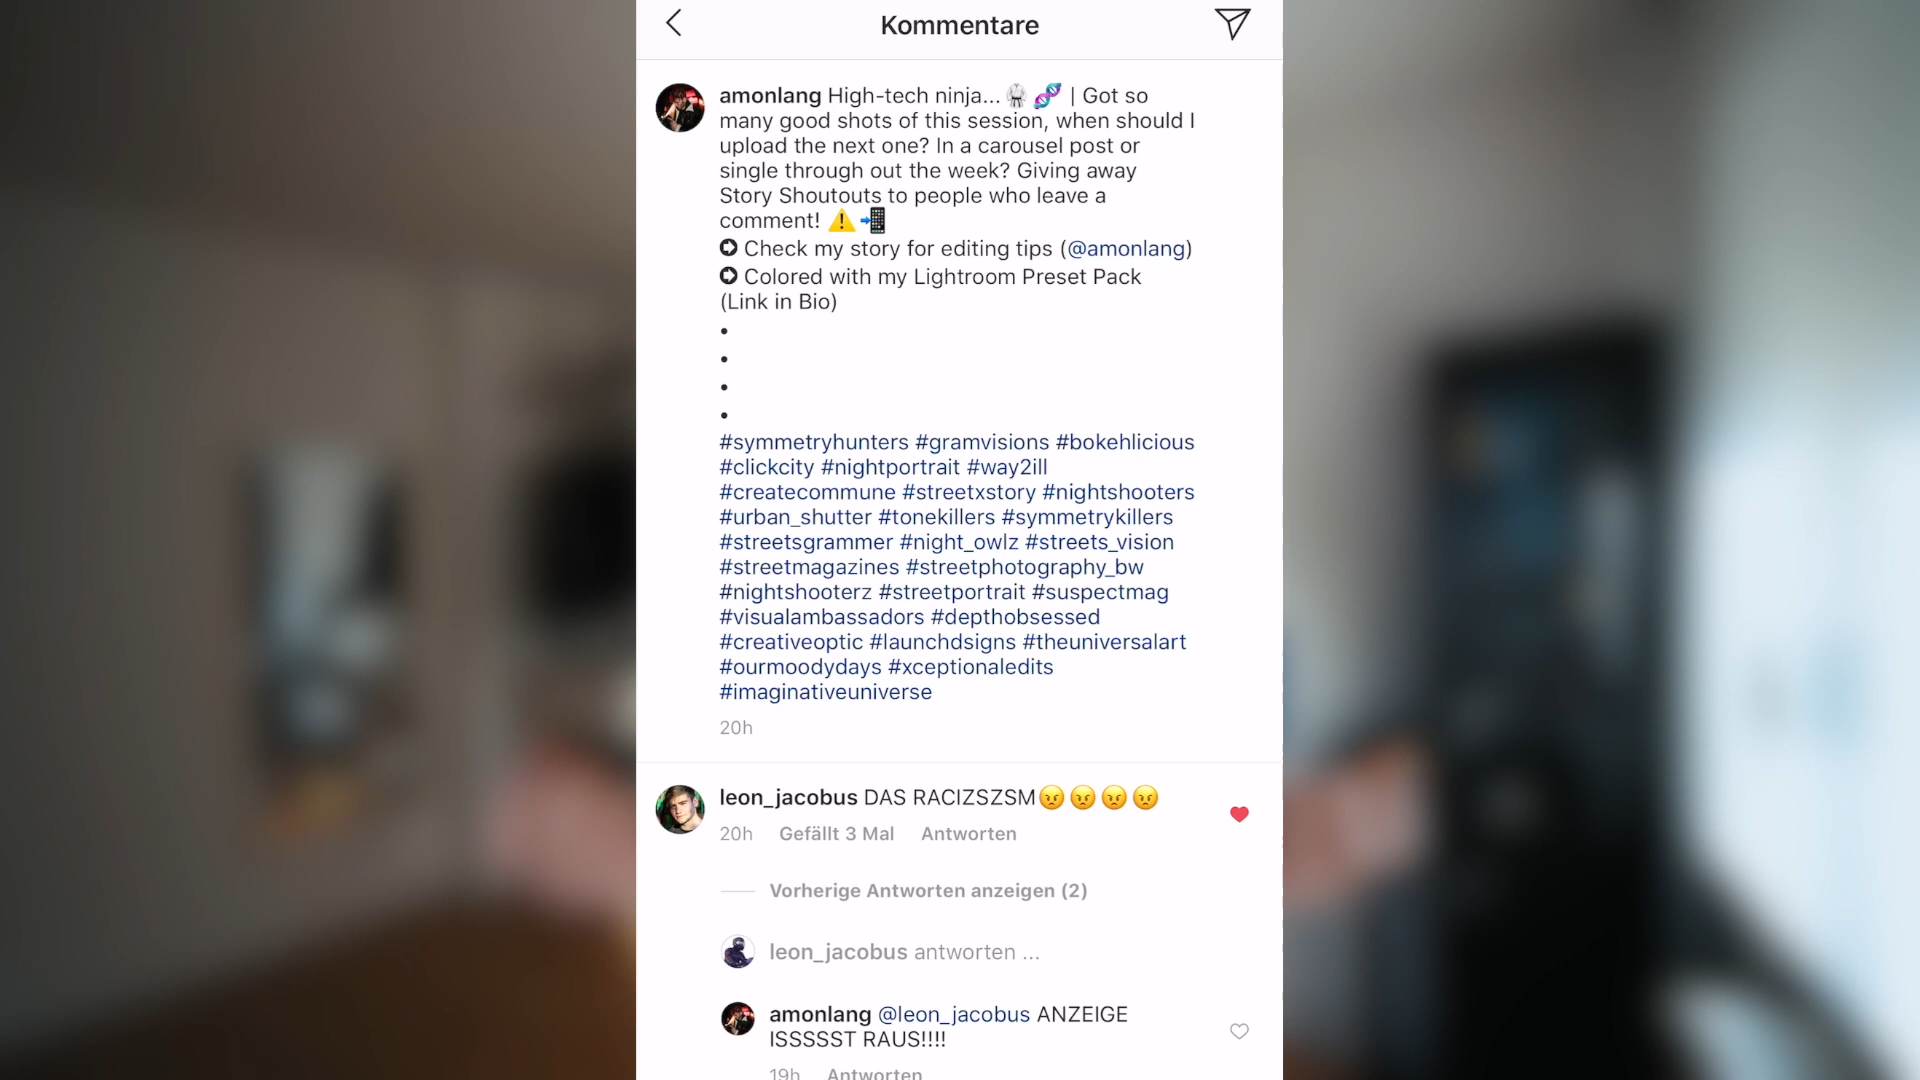 Kommentare
amonlang High-tech ninja...🥋🧬 | Got so
many good shots of this session, when should I
upload the next one? In a carousel post or
single through out the week? Giving away
Story Shoutouts to people who leave a
comment! ⚠️📲
➲ Check my story for editing tips (@amonlang)
➲ Colored with my Lightroom Preset Pack
(Link in Bio)
•
•
•
•
#symmetryhunters #gramvisions #bokehlicious
#clickcity #nightportrait #way2ill
#createcommune #streetxstory #nightshooters
#urban_shutter #tonekillers #symmetrykillers
#streetsgrammer #night_owlz #streets_vision
#streetmagazines #streetphotography_bw
#nightshooterz #streetportrait #suspectmag
#visualambassadors #depthobsessed
#creativeoptic #launchdsigns #theuniversalart
#ourmoodydays #xceptionaledits
#imaginativeuniverse
20h
leon_jacobus DAS RACIZSZSM😠😠😠😠
20h Gefällt 3 Mal Antworten
Vorherige Antworten anzeigen (2)
leon_jacobus antworten ...
amonlang @leon_jacobus ANZEIGE
ISSSSST RAUS!!!!
19h Antworten